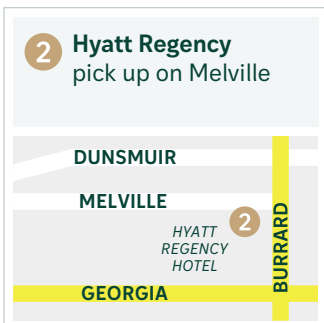 2 Hyatt Regency
pick up on Melville
DUNSMUIR
MELVILLE
2
HYATT
REGENCY
HOTEL
BURRARD
GEORGIA